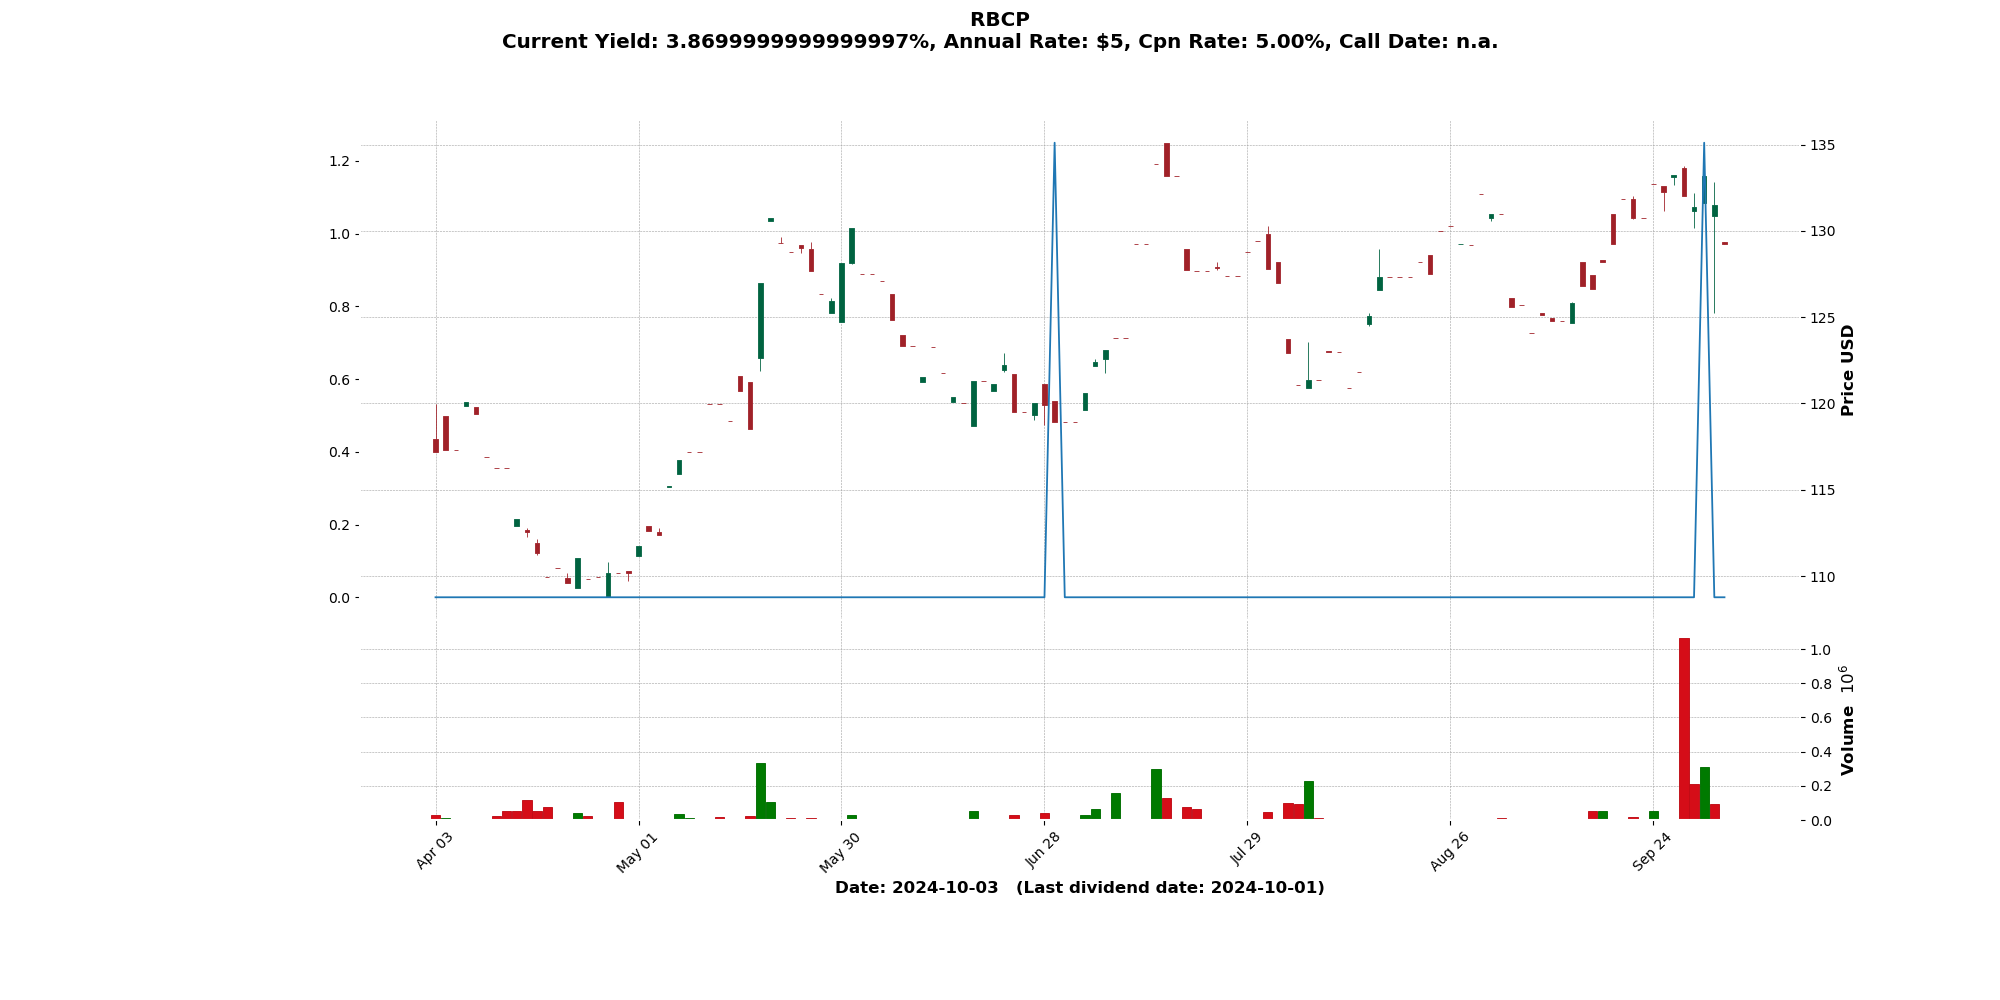 RBCP
Current Yield: 3.8699999999999997%, Annual Rate: $5, Cpn Rate: 5.00%, Call Date: n.a.
1.2
1.0
0.8
0.6
0.4
0.2
0.0
135
130
125
120
115
110
Price USD
1.0
0.8
0.6
0.4
0.2
0.0
Volume 10⁶
Apr 03
May 01
May 30
Jun 28
Jul 29
Aug 26
Sep 24
Date: 2024-10-03 (Last dividend date: 2024-10-01)